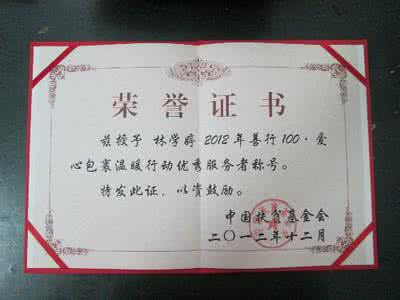 荣誉证书
兹授予 林学婷 2012年善行100·爱
心包裹温暖行动优秀服务者称号。
特发此证，以资鼓励。
中国扶贫基金会
二〇一二年十二月